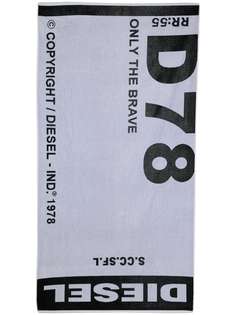 RR:55
D78
ONLY THE BRAVE
© COPYRIGHT / DIESEL - IND.® 1978
S.CC.SF.L
DIESEL